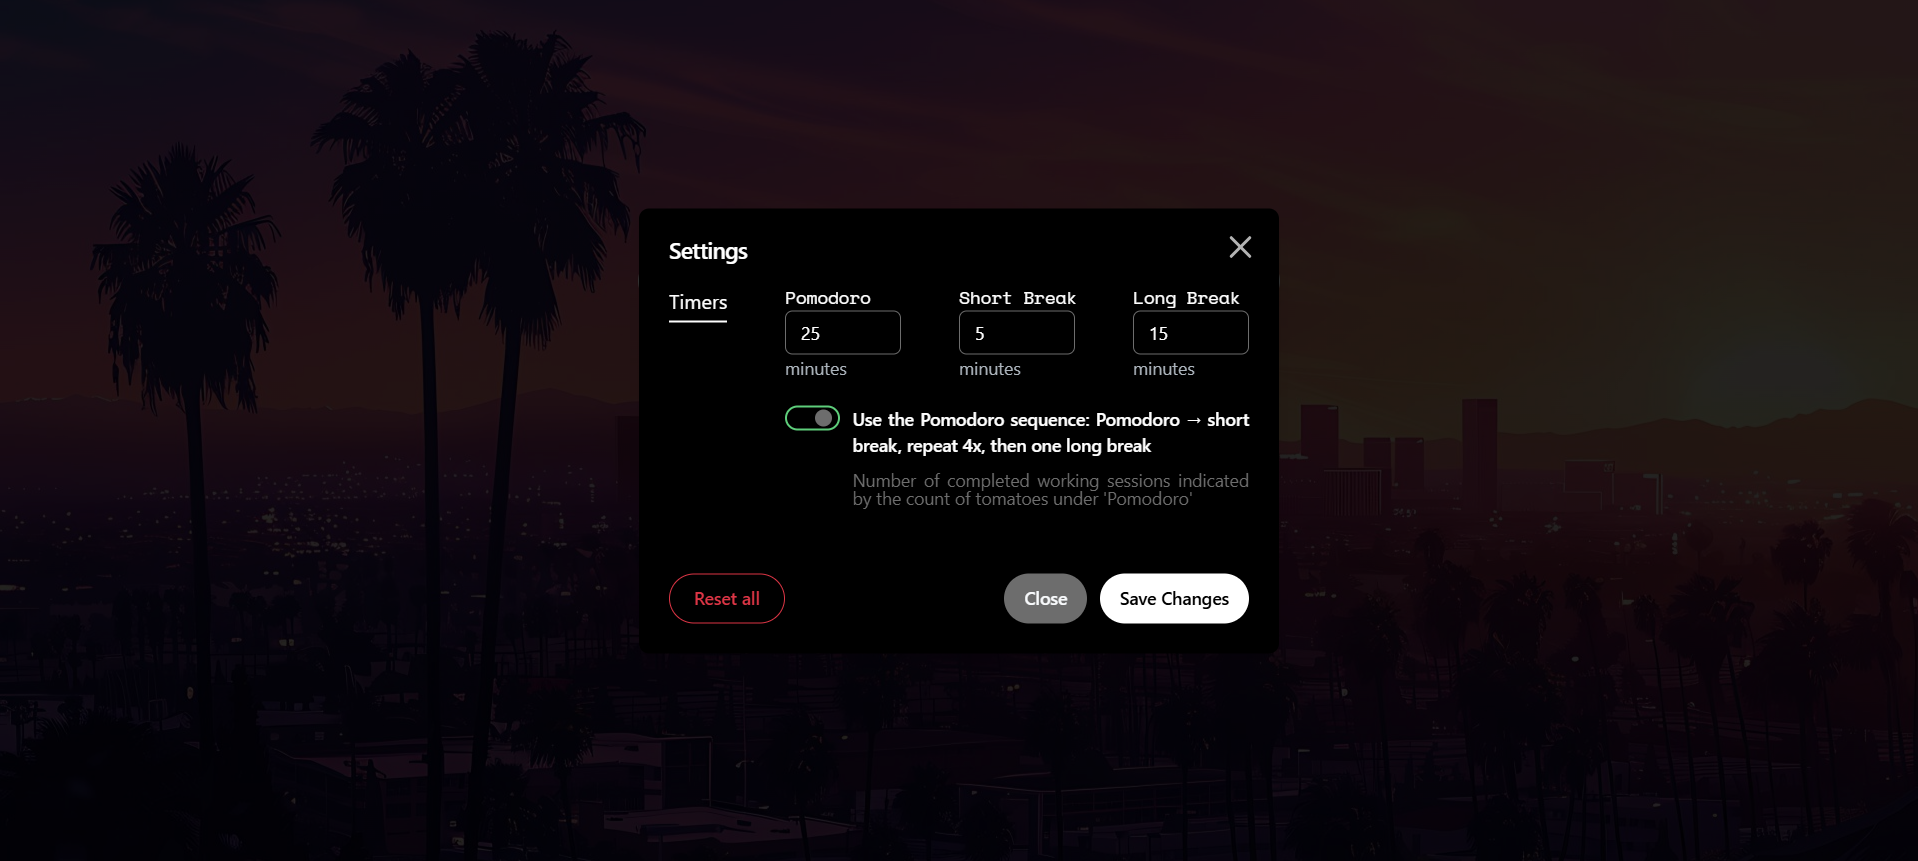 Settings
Timers
Pomodoro
25
minutes
Short Break
5
minutes
Long Break
15
minutes
Use the Pomodoro sequence: Pomodoro → short
break, repeat 4x, then one long break
Number of completed working sessions indicated
by the count of tomatoes under 'Pomodoro'
Reset all
Close
Save Changes